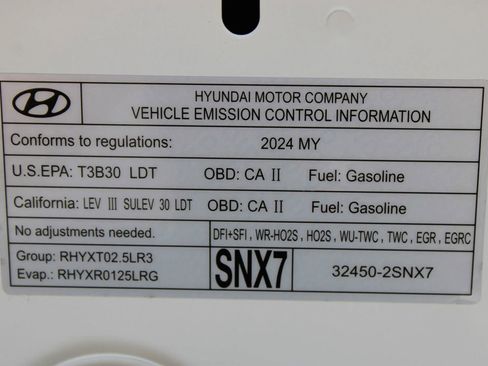 HYUNDAI MOTOR COMPANY
VEHICLE EMISSION CONTROL INFORMATION
Conforms to regulations: 2024 MY
U.S.EPA: T3B30 LDT OBD: CA II Fuel: Gasoline
California: LEV III SULEV 30 LDT OBD: CA II Fuel: Gasoline
No adjustments needed. DFI+SFI , WR-HO2S , HO2S , WU-TWC , TWC , EGR , EGRC
Group: RHYXT02.5LR3
Evap.: RHYXR0125LRG
SNX7 32450-2SNX7